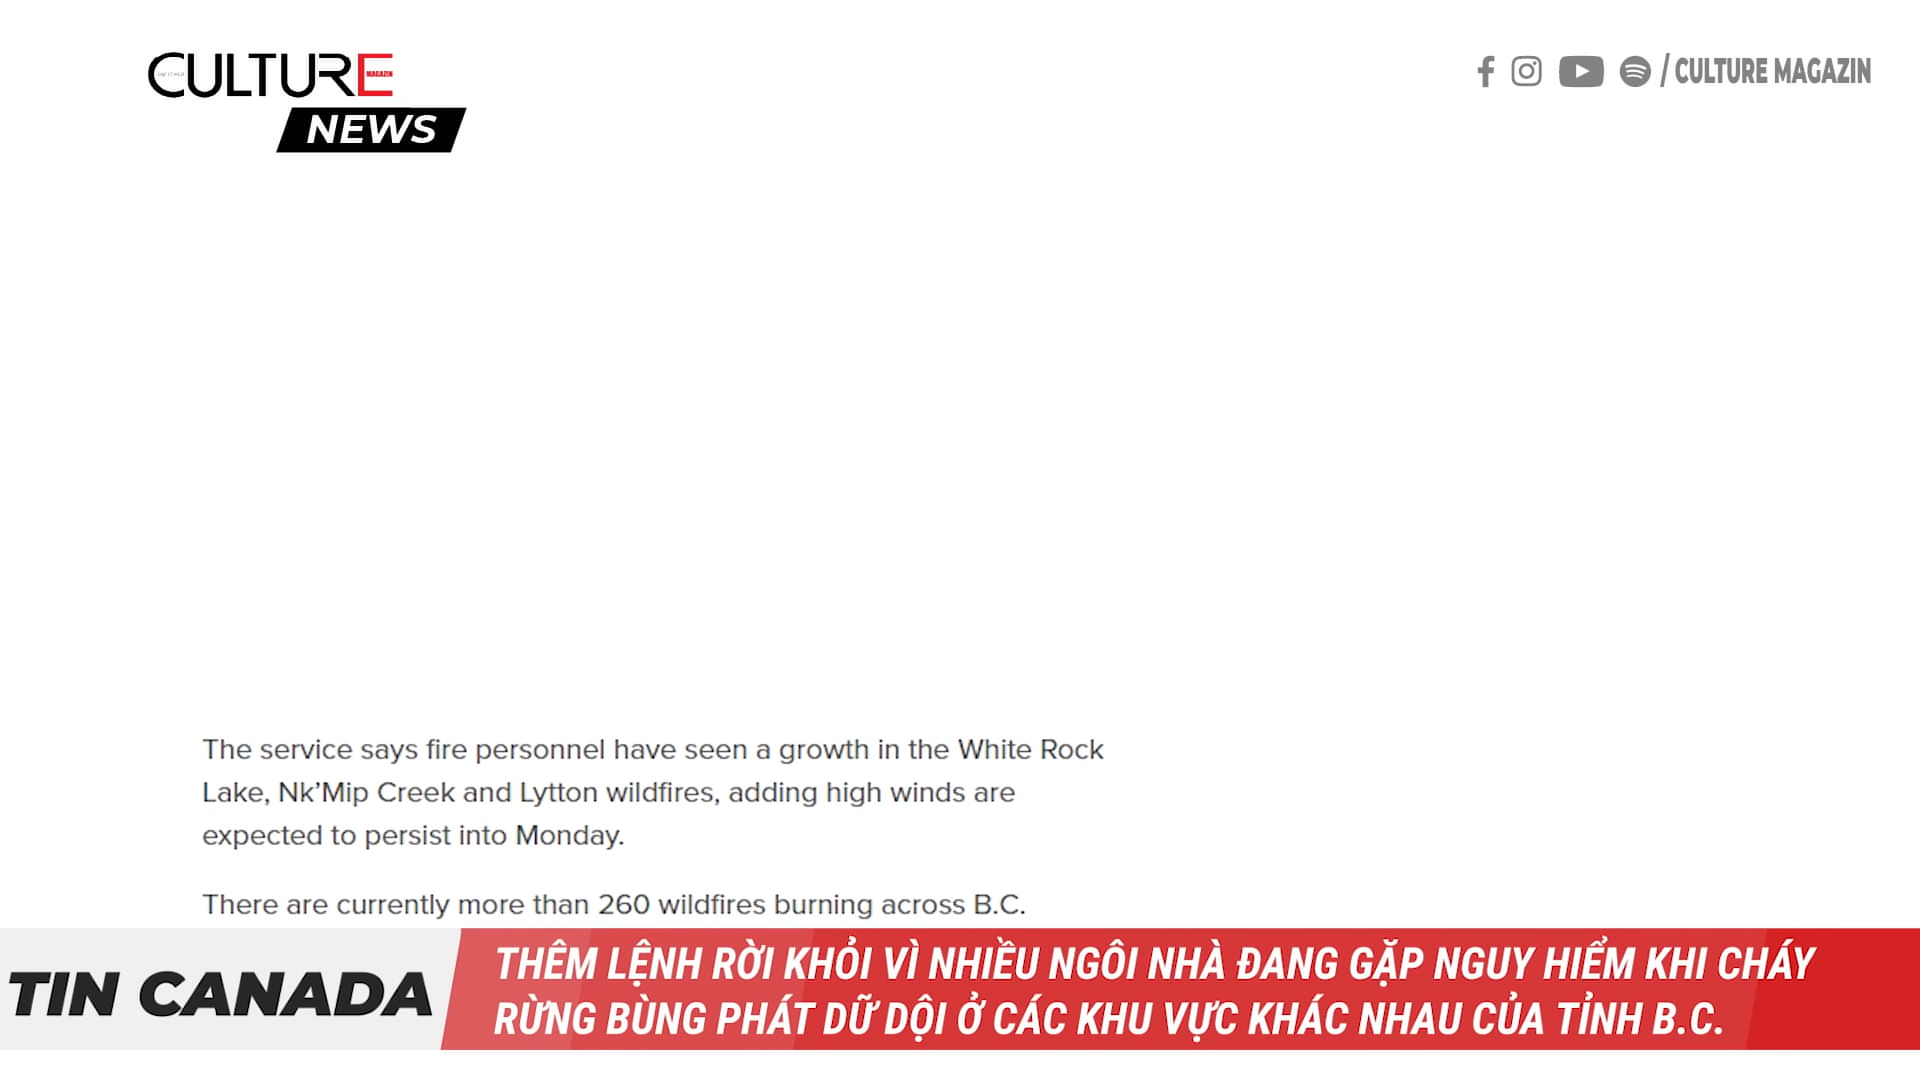 CULTURE
MAGAZIN
NEWS
/ CULTURE MAGAZIN
The service says fire personnel have seen a growth in the White Rock
Lake, Nk’Mip Creek and Lytton wildfires, adding high winds are
expected to persist into Monday.
There are currently more than 260 wildfires burning across B.C.
TIN CANADA
THÊM LỆNH RỜI KHỎI VÌ NHIỀU NGÔI NHÀ ĐANG GẶP NGUY HIỂM KHI CHÁY
RỪNG BÙNG PHÁT DỮ DỘI Ở CÁC KHU VỰC KHÁC NHAU CỦA TỈNH B.C.